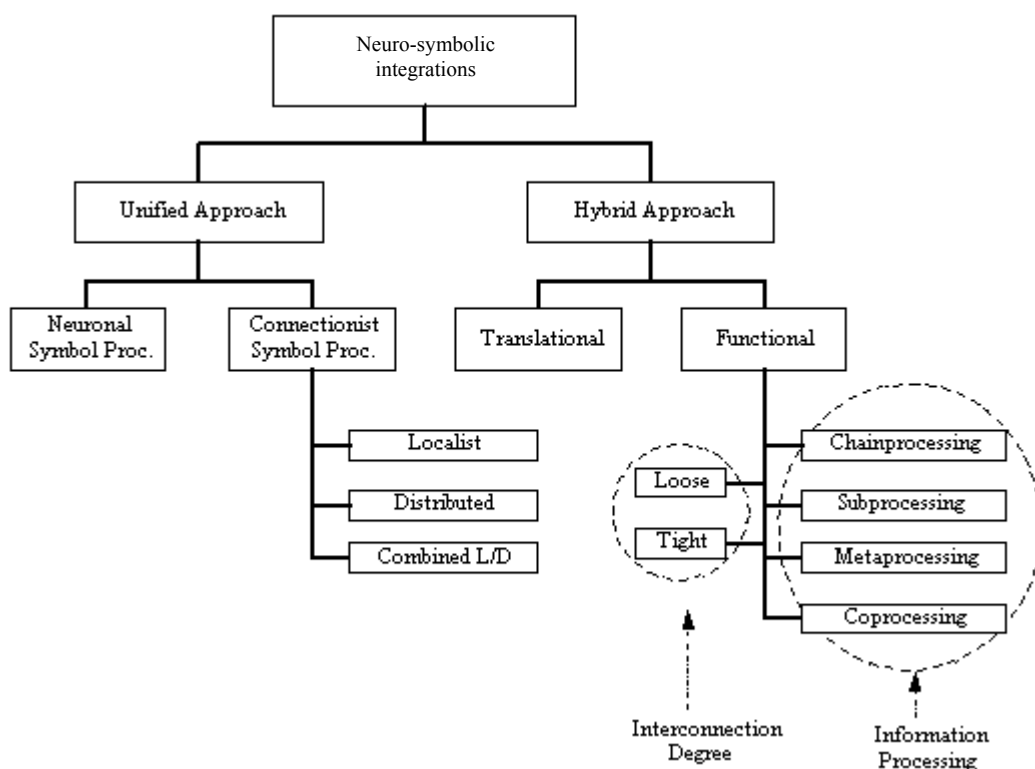 Neuro-symbolic
integrations
Unified Approach
Hybrid Approach
Neuronal
Symbol Proc.
Connectionist
Symbol Proc.
Translational
Functional
Localist
Distributed
Combined L/D
Loose
Tight
Chainprocessing
Subprocessing
Metaprocessing
Coprocessing
Interconnection
Degree
Information
Processing